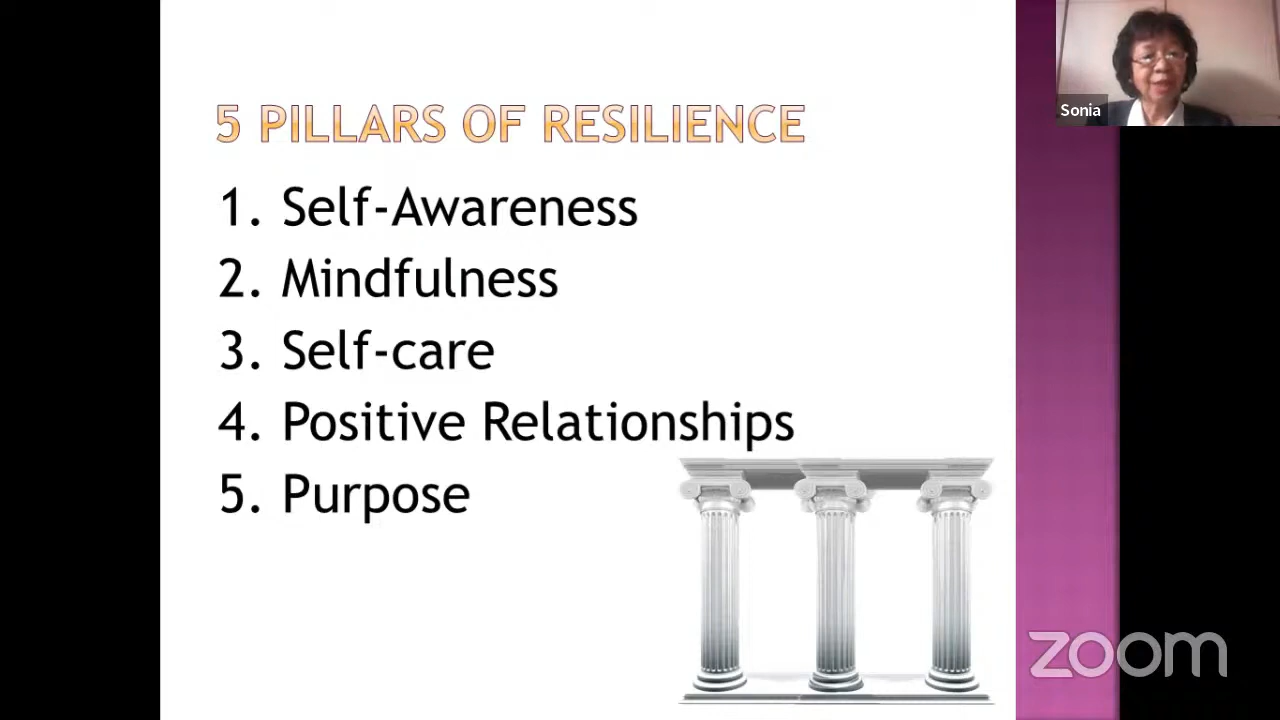 5 PILLARS OF RESILIENCE
1. Self-Awareness
2. Mindfulness
3. Self-care
4. Positive Relationships
5. Purpose
Sonia
zoom